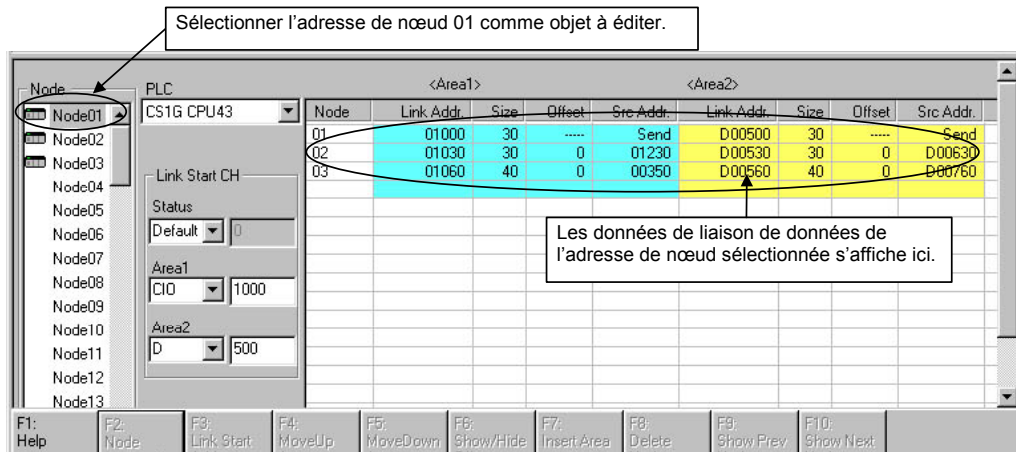 Sélectionner l’adresse de nœud 01 comme objet à éditer.
Node
PLC
<Area1>
<Area2>
Node01
Node02
Node03
Node04
Node05
Node06
Node07
Node08
Node09
Node10
Node11
Node12
Node13
CS1G CPU43
Link Start CH
Status
Default 0
Area1
CIO 1000
Area2
D 500
Node Link Addr. Size Offset Src Addr. Link Addr. Size Offset Src Addr.
01 01000 30 ----- Send D00500 30 ----- Send
02 01030 30 0 01230 D00530 30 0 D00630
03 01060 40 0 00350 D00560 40 0 D00760
Les données de liaison de données de
l’adresse de nœud sélectionnée s’affiche ici.
F1: F2: F3: F4: F5: F6: F7: F8: F9: F10:
Help Node Link Start MoveUp MoveDown Show/Hide Insert Area Delete Show Prev Show Next